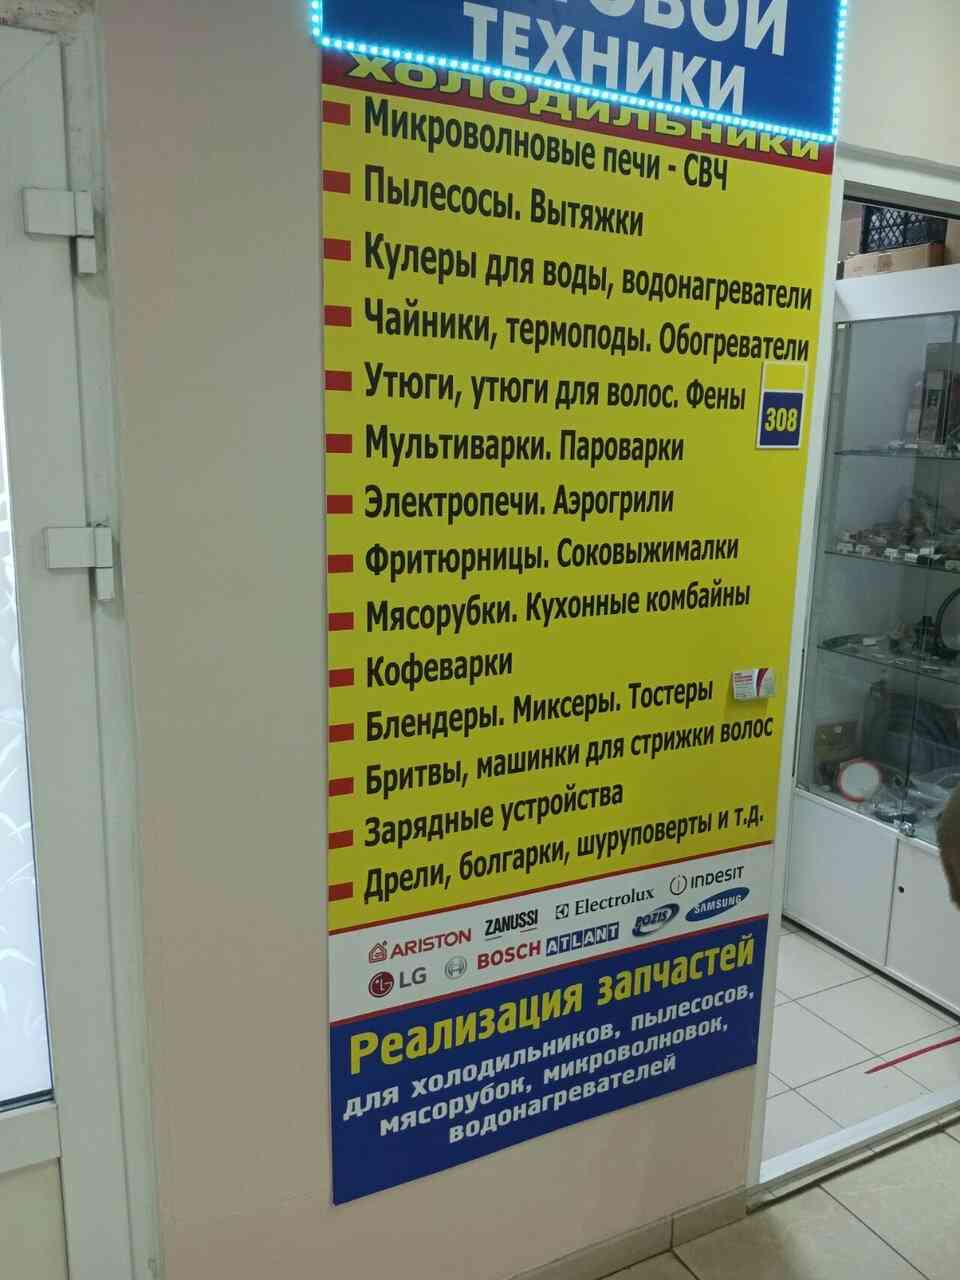 ТЕХНИКИ
ХОЛОДИЛЬНИКИ
Микроволновые печи - СВЧ
Пылесосы. Вытяжки
Кулеры для воды, водонагреватели
Чайники, термоподы. Обогреватели
Утюги, утюги для волос. Фены
308
Мультиварки. Пароварки
Электропечи. Аэрогрили
Фритюрницы. Соковыжималки
Мясорубки. Кухонные комбайны
Кофеварки
Блендеры. Миксеры. Тостеры
Бритвы, машинки для стрижки волос
Зарядные устройства
Дрели, болгарки, шуруповерты и т.д.
ARISTON ZANUSSI Electrolux INDESIT
LG BOSCH ATLANT POZIS SAMSUNG
Реализация запчастей
для холодильников, пылесосов,
мясорубок, микроволновок,
водонагревателей